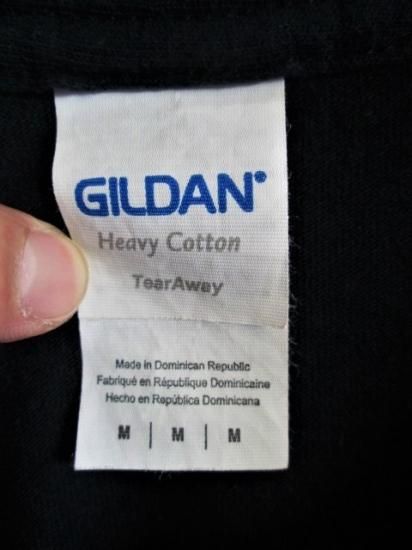 GILDAN®
Heavy Cotton
TearAway
Made in Dominican Republic
Fabriqué en République Dominicaine
Hecho en República Dominicana
M | M | M